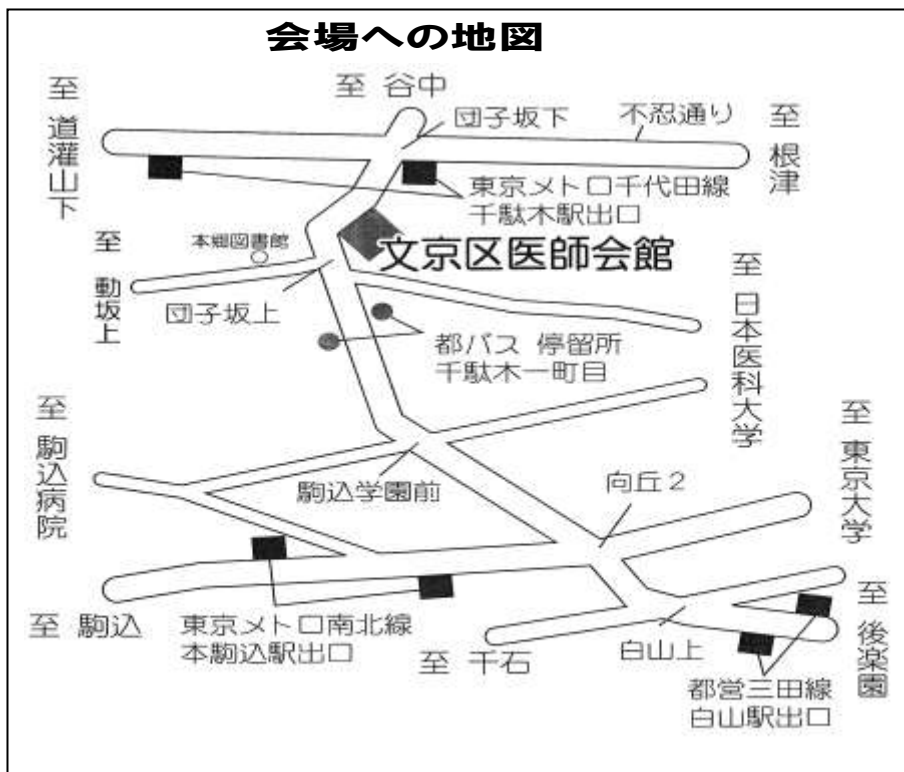 会場への地図
至 谷中
至 道灌山下
団子坂下
不忍通り
至 根津
東京メトロ千代田線
千駄木駅出口
本郷図書館
文京区医師会館
至 動坂上
団子坂上
至 日本医科大学
都バス 停留所
千駄木一町目
至 駒込病院
駒込学園前
向丘2
至 東京大学
至 駒込
東京メトロ南北線
本駒込駅出口
至 千石
白山上
至 後楽園
都営三田線
白山駅出口